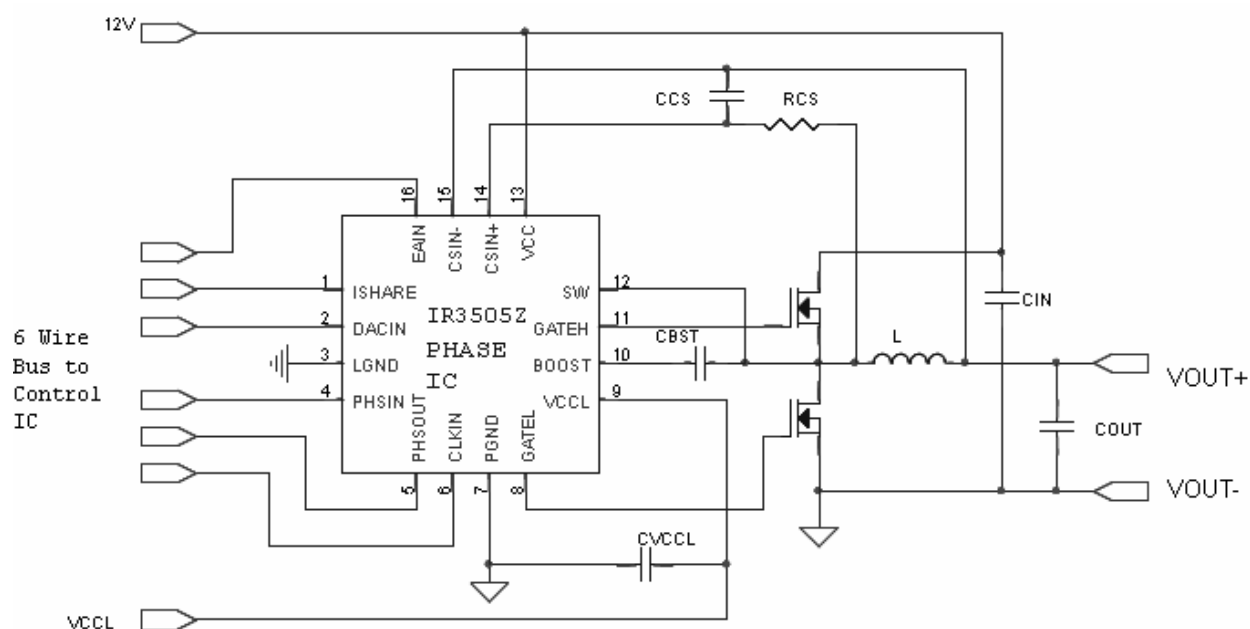 12V
CCS
RCS
16
15
14
13
EAIN
CSIN-
CSIN+
VCC
1
ISHARE
SW
12
2
DACIN
IR3505Z
GATEH
11
CIN
6 Wire
Bus to
Control
IC
3
LGND
PHASE
IC
BOOST
10
CBST
L
VOUT+
4
PHSIN
VCCL
9
PHSOUT
CLKIN
PGND
GATEL
COUT
5
6
7
8
VOUT-
CVCCL
VCCL